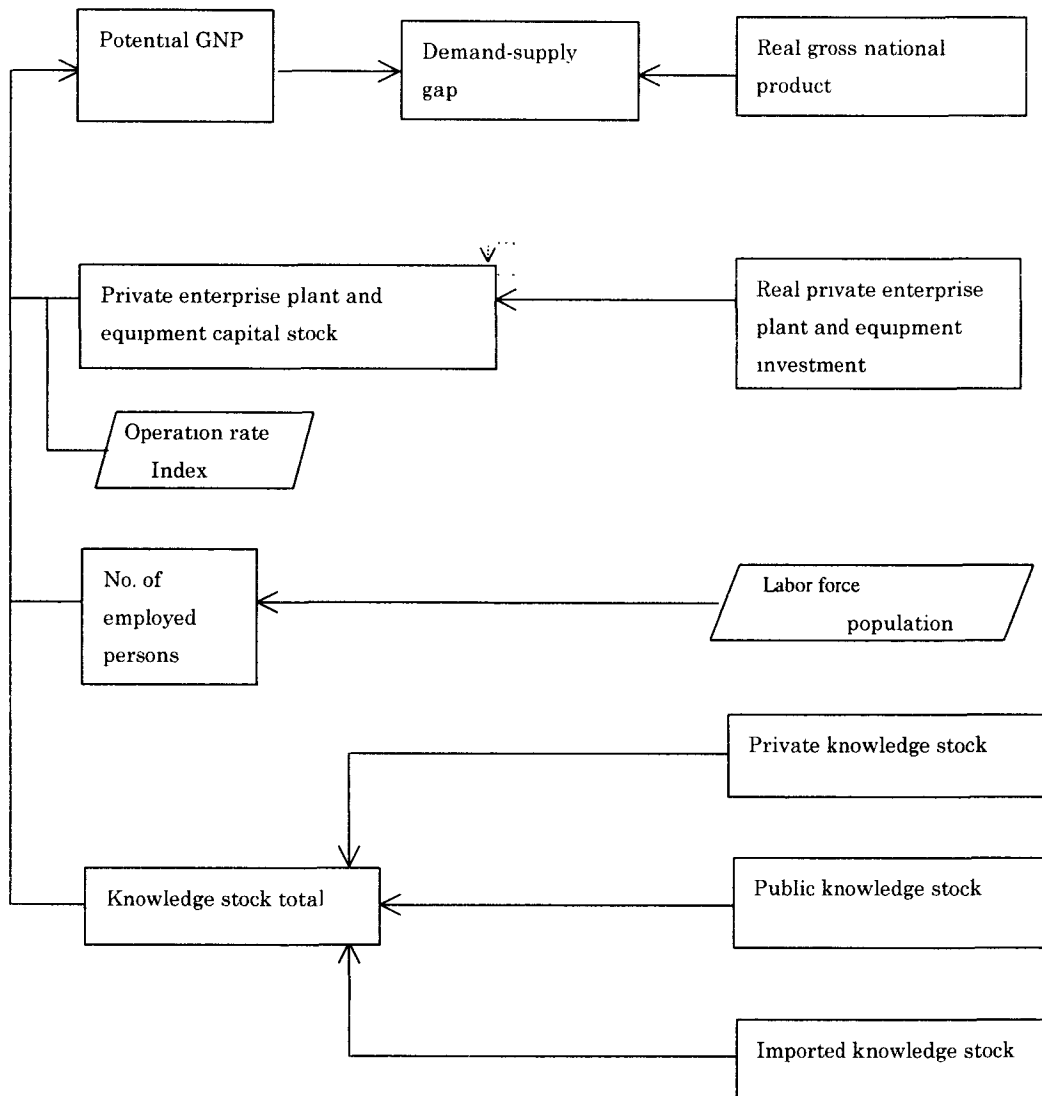 Potential GNP
Demand-supply
gap
Real gross national
product
Private enterprise plant and
equipment capital stock
Real private enterprise
plant and equipment
investment
Operation rate
Index
No. of
employed
persons
Labor force
population
Private knowledge stock
Knowledge stock total
Public knowledge stock
Imported knowledge stock